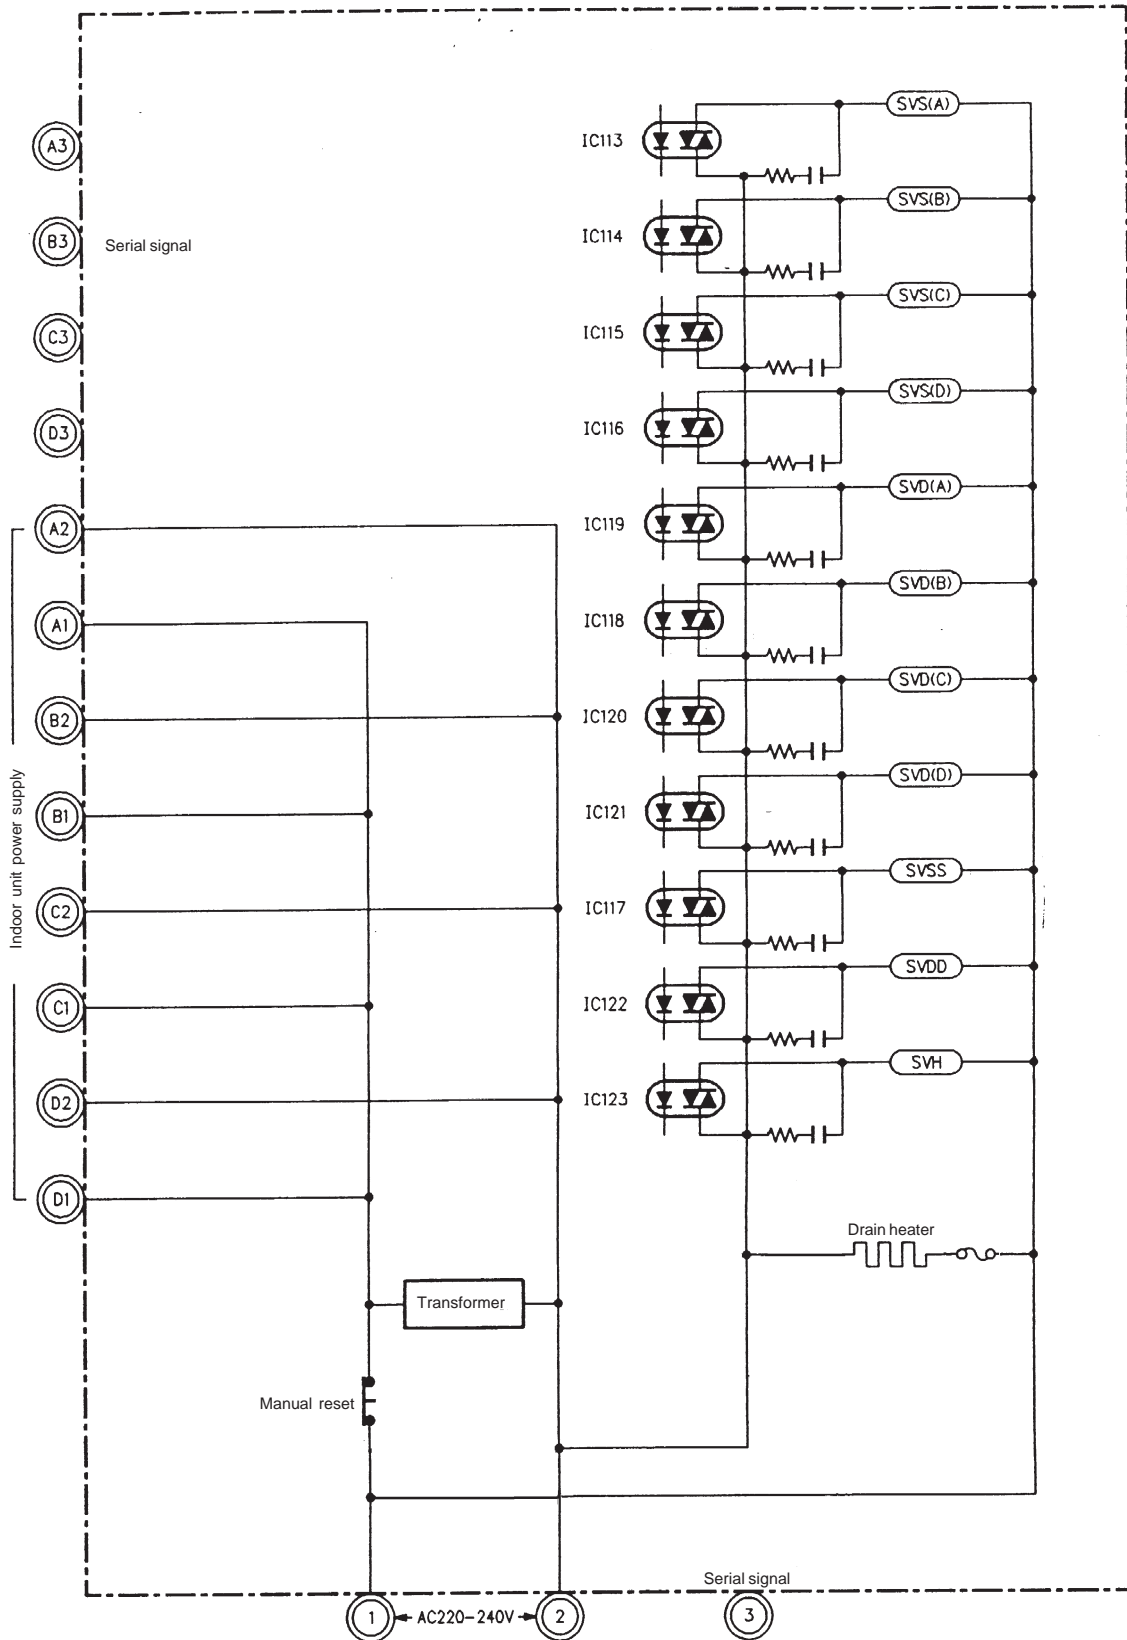 SVS(A)
IC113
A3
SVS(B)
IC114
B3
Serial signal
SVS(C)
IC115
C3
SVS(D)
IC116
D3
SVD(A)
IC119
A2
SVD(B)
IC118
A1
SVD(C)
IC120
B2
SVD(D)
IC121
B1
Indoor unit power supply
SVSS
IC117
C2
SVDD
IC122
C1
SVH
IC123
D2
D1
Drain heater
Transformer
Manual reset
Serial signal
1
AC220-240V
2
3